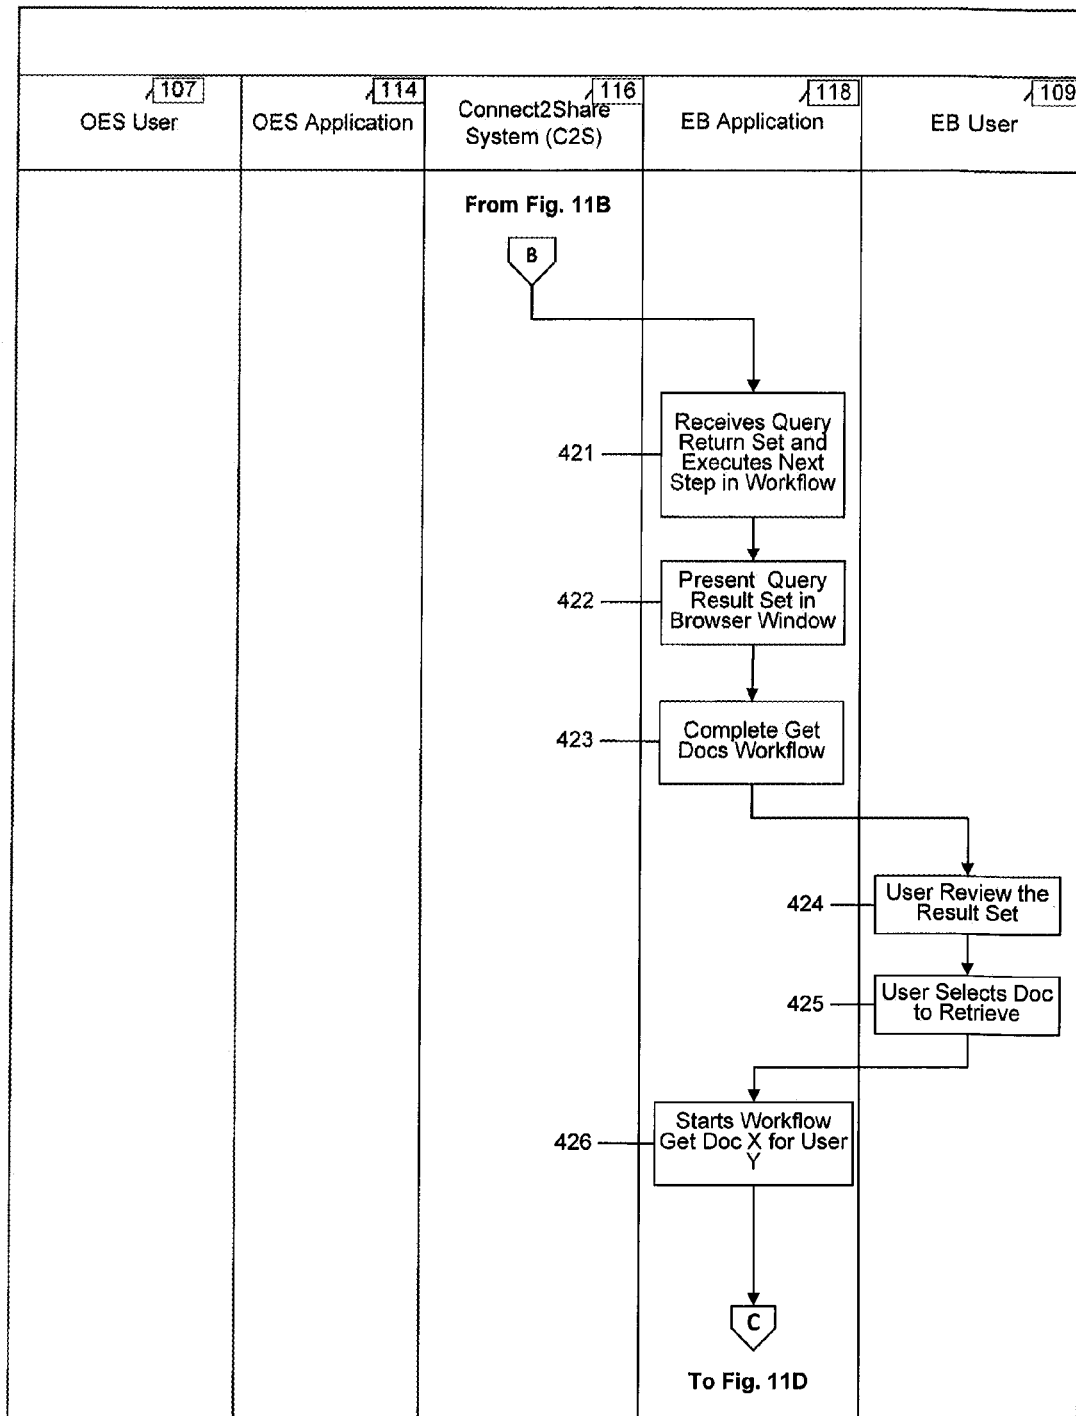 107
114
116
118
109
OES User
OES Application
Connect2Share
System (C2S)
EB Application
EB User
From Fig. 11B
B
421
Receives Query
Return Set and
Executes Next
Step in Workflow
422
Present Query
Result Set in
Browser Window
423
Complete Get
Docs Workflow
424
User Review the
Result Set
425
User Selects Doc
to Retrieve
426
Starts Workflow
Get Doc X for User
Y
C
To Fig. 11D